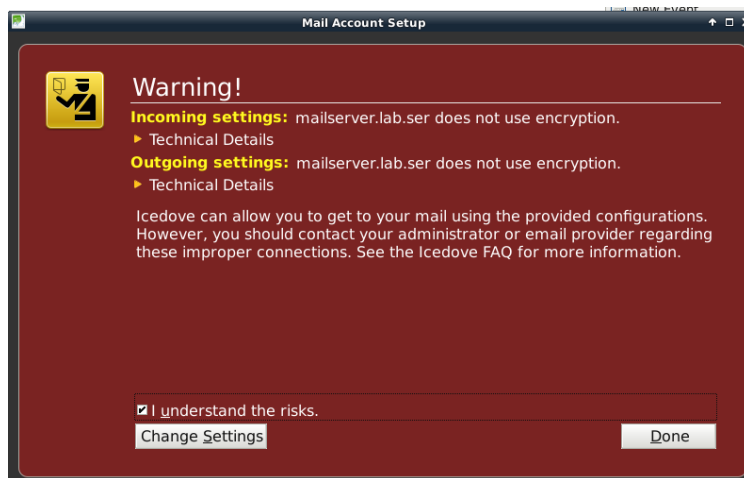 New Event
Mail Account Setup
Warning!
Incoming settings: mailserver.lab.ser does not use encryption.
Technical Details
Outgoing settings: mailserver.lab.ser does not use encryption.
Technical Details
Icedove can allow you to get to your mail using the provided configurations.
However, you should contact your administrator or email provider regarding
these improper connections. See the Icedove FAQ for more information.
I understand the risks.
Change Settings
Done